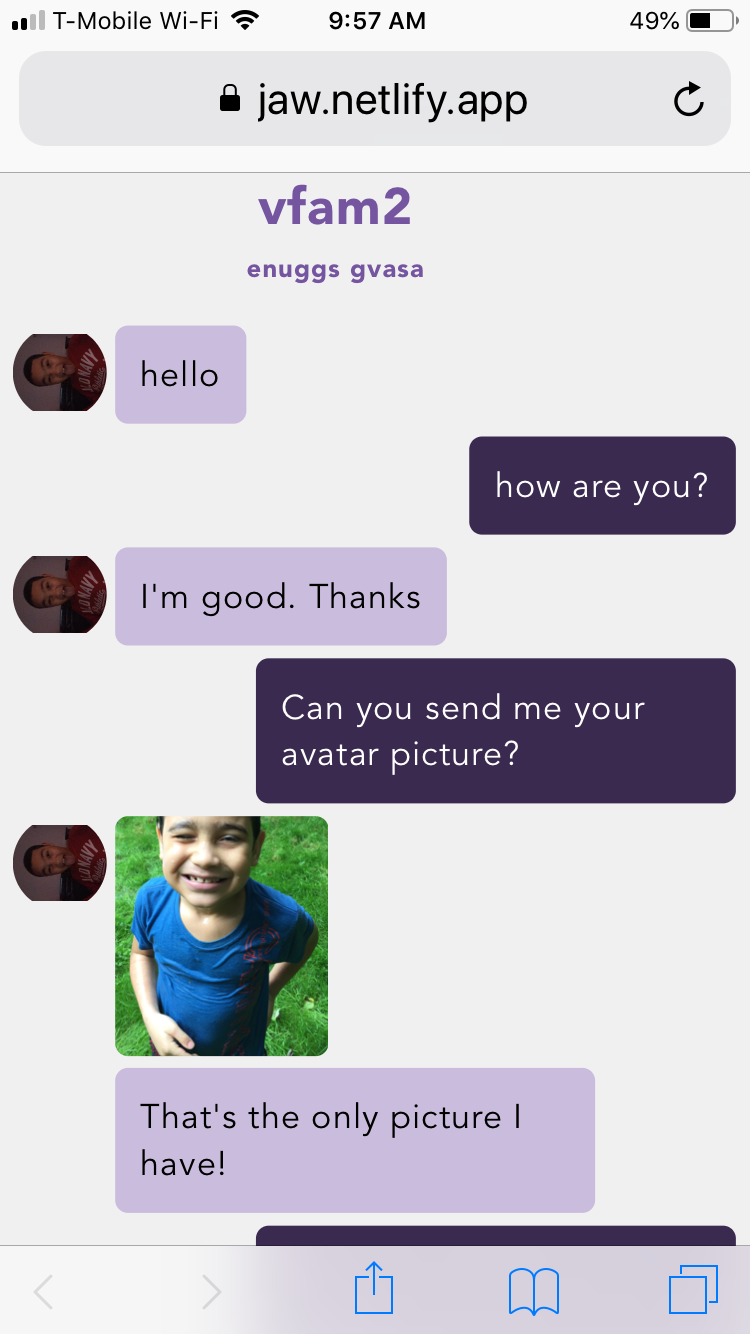 T-Mobile Wi-Fi 9:57 AM 49%
jaw.netlify.app
vfam2
enuggs gvasa
hello
how are you?
I'm good. Thanks
Can you send me your
avatar picture?
That's the only picture I
have!